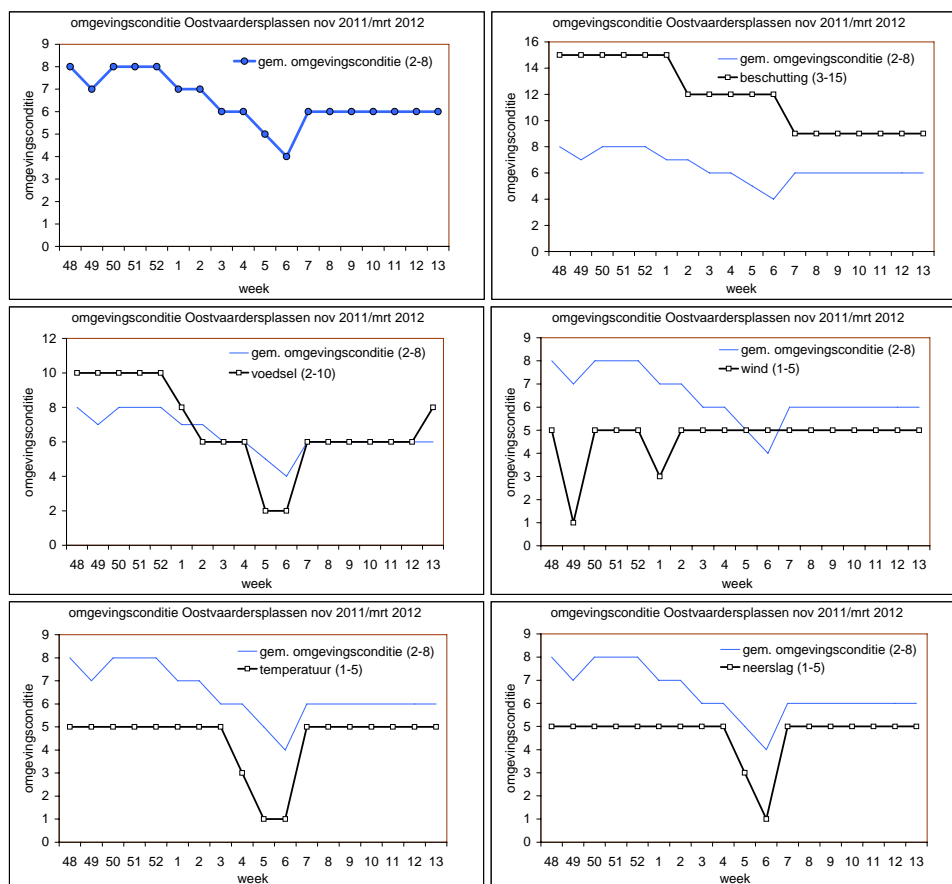 omgevingsconditie Oostvaardersplassen nov 2011/mrt 2012
gem. omgevingsconditie (2-8)
omgevingsconditie
9
8
7
6
5
4
3
2
1
0
48 49 50 51 52 1 2 3 4 5 6 7 8 9 10 11 12 13
week
omgevingsconditie Oostvaardersplassen nov 2011/mrt 2012
gem. omgevingsconditie (2-8)
beschutting (3-15)
omgevingsconditie
16
14
12
10
8
6
4
2
0
48 49 50 51 52 1 2 3 4 5 6 7 8 9 10 11 12 13
week
omgevingsconditie Oostvaardersplassen nov 2011/mrt 2012
gem. omgevingsconditie (2-8)
voedsel (2-10)
omgevingsconditie
12
10
8
6
4
2
0
48 49 50 51 52 1 2 3 4 5 6 7 8 9 10 11 12 13
week
omgevingsconditie Oostvaardersplassen nov 2011/mrt 2012
gem. omgevingsconditie (2-8)
wind (1-5)
omgevingsconditie
9
8
7
6
5
4
3
2
1
0
48 49 50 51 52 1 2 3 4 5 6 7 8 9 10 11 12 13
week
omgevingsconditie Oostvaardersplassen nov 2011/mrt 2012
gem. omgevingsconditie (2-8)
temperatuur (1-5)
omgevingsconditie
9
8
7
6
5
4
3
2
1
0
48 49 50 51 52 1 2 3 4 5 6 7 8 9 10 11 12 13
week
omgevingsconditie Oostvaardersplassen nov 2011/mrt 2012
gem. omgevingsconditie (2-8)
neerslag (1-5)
omgevingsconditie
9
8
7
6
5
4
3
2
1
0
48 49 50 51 52 1 2 3 4 5 6 7 8 9 10 11 12 13
week